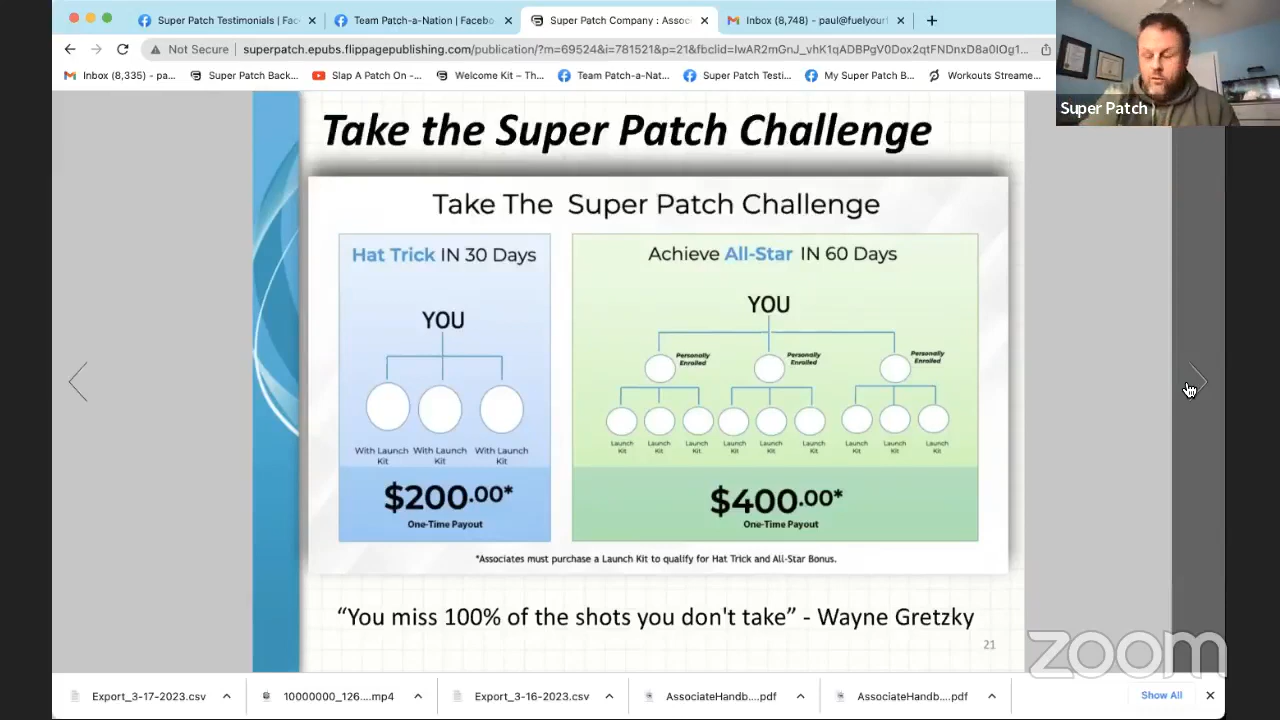 Super Patch Testimonials | Fac
Team Patch-a-Nation | Facebo
Super Patch Company : Assoc
Inbox (8,748) - paul@fuelyourl
Not Secure
superpatch.epubs.flippagepublishing.com/publication/?m=69524&i=781521&p=21&fbclid=IwAR2mGnJ_vhK1qADBPgV0Dox2qtFNDnxD8a0IOg1...
Inbox (8,335) - pa...
Super Patch Back...
Slap A Patch On -...
Welcome Kit – Th...
Team Patch-a-Nat...
Super Patch Testi...
My Super Patch B...
Workouts Streame...
Super Patch
Take the Super Patch Challenge
Take The Super Patch Challenge
Hat Trick IN 30 Days
YOU
With Launch Kit
With Launch Kit
With Launch Kit
$200.00*
One-Time Payout
Achieve All-Star IN 60 Days
YOU
Personally Enrolled
Personally Enrolled
Personally Enrolled
Launch Kit
Launch Kit
Launch Kit
Launch Kit
Launch Kit
Launch Kit
Launch Kit
Launch Kit
Launch Kit
$400.00*
One-Time Payout
*Associates must purchase a Launch Kit to qualify for Hat Trick and All-Star Bonus.
“You miss 100% of the shots you don't take” - Wayne Gretzky
21
zoom
Export_3-17-2023.csv
10000000_126....mp4
Export_3-16-2023.csv
AssociateHandb....pdf
AssociateHandb....pdf
Show All